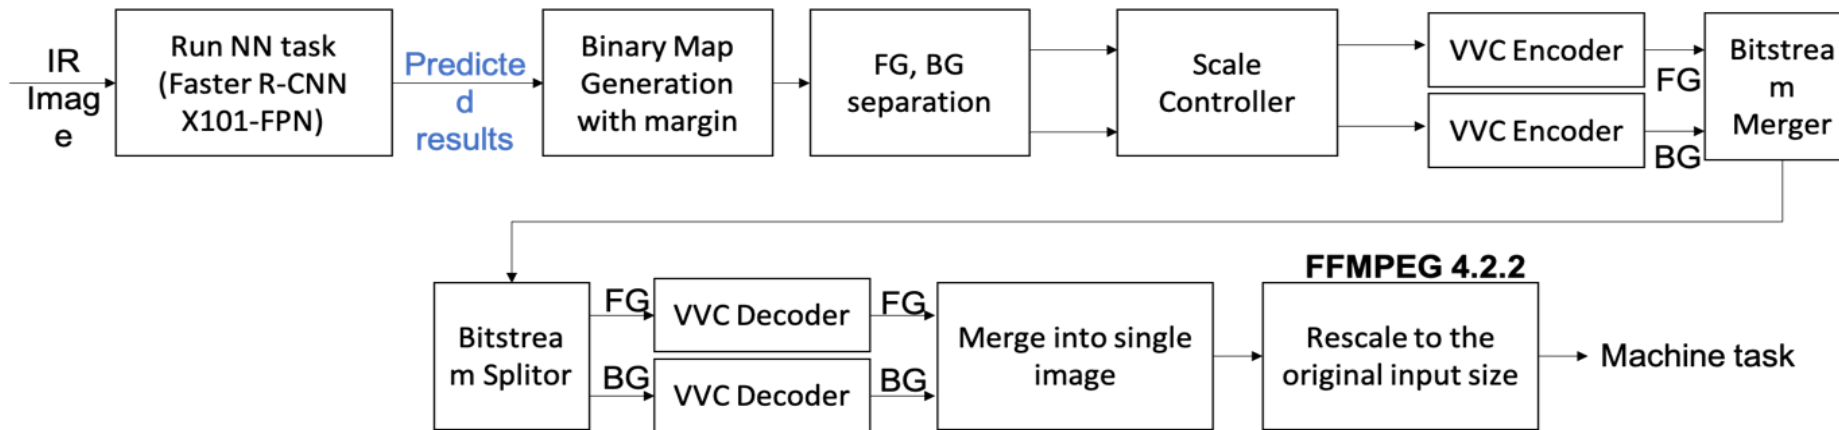 IR
Imag
e
Run NN task
(Faster R-CNN
X101-FPN)
Predicte
d
results
Binary Map
Generation
with margin
FG, BG
separation
Scale
Controller
VVC Encoder
FG
VVC Encoder
BG
Bitstrea
m
Merger
Bitstrea
m Splitor
FG
VVC Decoder
FG
BG
VVC Decoder
BG
Merge into single
image
FFMPEG 4.2.2
Rescale to the
original input size
Machine task